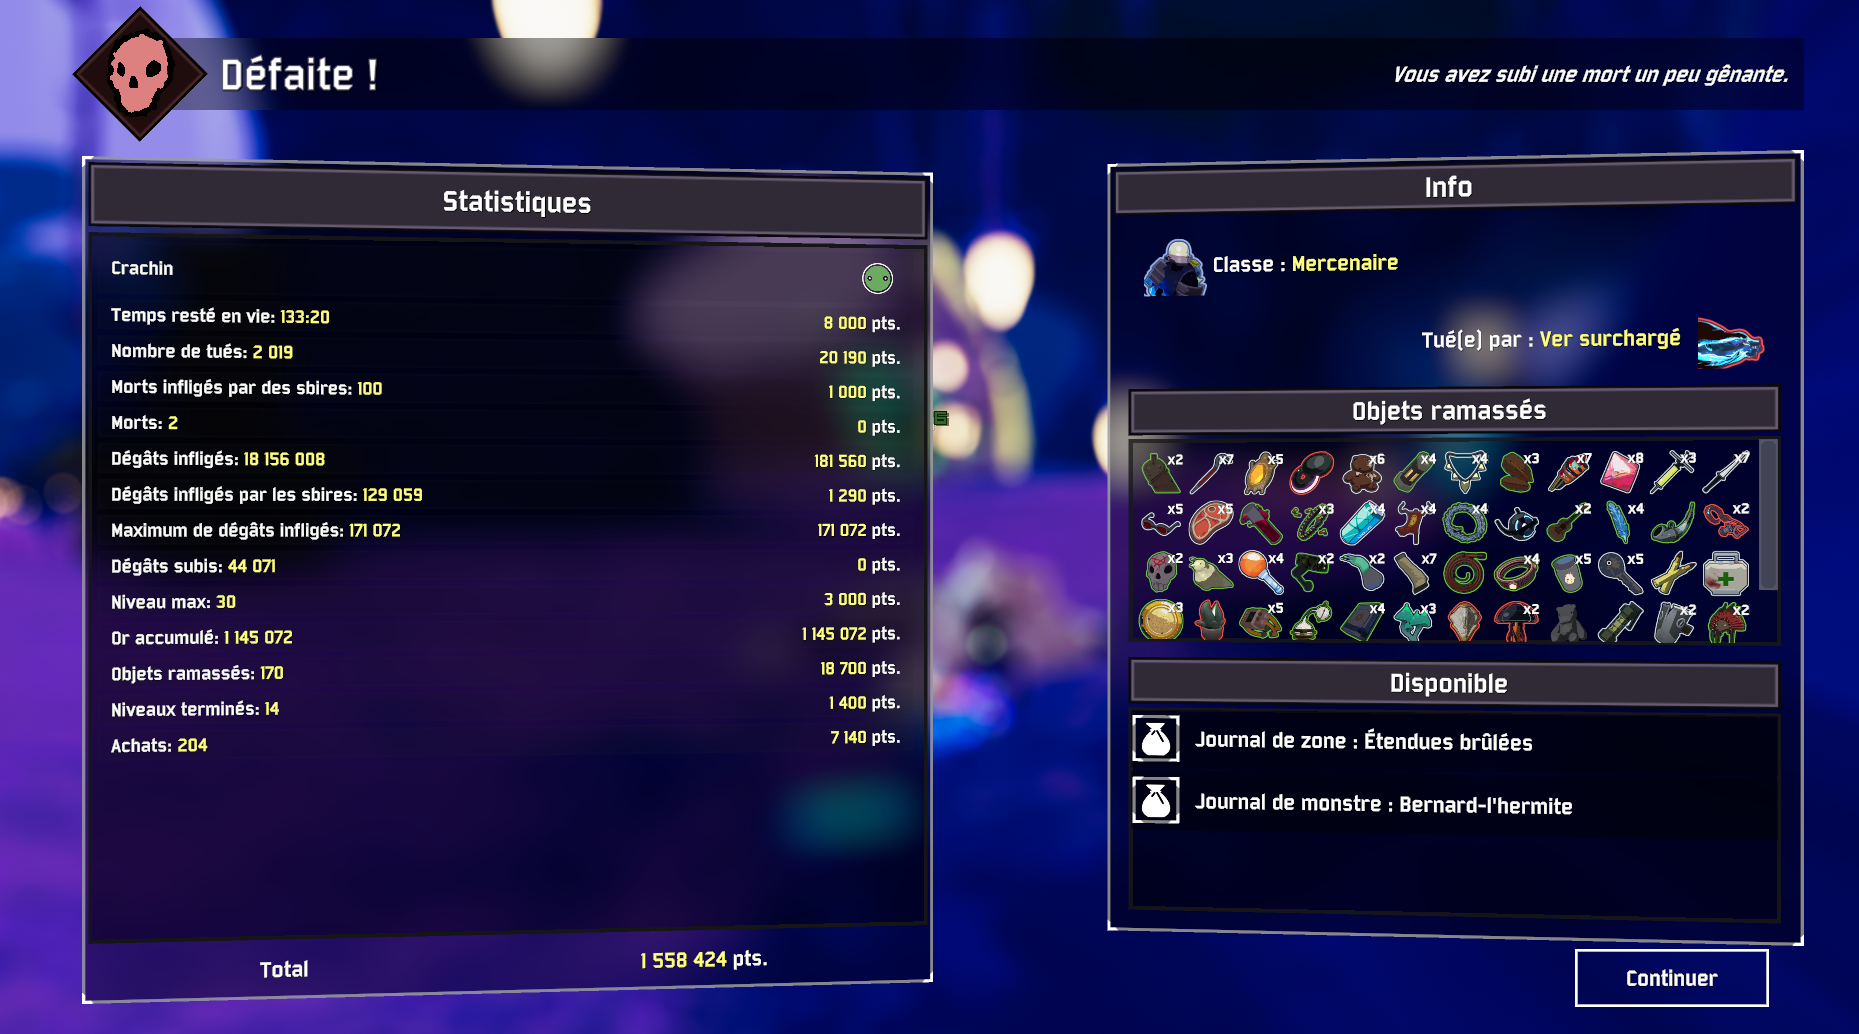 Défaite !
Vous avez subi une mort un peu gênante.
Statistiques
Crachin
Temps resté en vie: 133:20 8 000 pts.
Nombre de tués: 2 019 20 190 pts.
Morts infligés par des sbires: 100 1 000 pts.
Morts: 2 0 pts.
Dégâts infligés: 18 156 008 181 560 pts.
Dégâts infligés par les sbires: 129 059 1 290 pts.
Maximum de dégâts infligés: 171 072 171 072 pts.
Dégâts subis: 44 071 0 pts.
Niveau max: 30 3 000 pts.
Or accumulé: 1 145 072 1 145 072 pts.
Objets ramassés: 170 18 700 pts.
Niveaux terminés: 14 1 400 pts.
Achats: 204 7 140 pts.
Total 1 558 424 pts.
Info
Classe : Mercenaire
Tué(e) par : Ver surchargé
Objets ramassés
x2 x7 x5 x6 x4 x4 x3 x7 x8 x3 x7
x5 x5 x3 x4 x4 x4 x2 x4 x2
x2 x3 x4 x2 x2 x7 x4 x5 x5
x3 x5 x4 x3 x2 x2 x2
Disponible
Journal de zone : Étendues brûlées
Journal de monstre : Bernard-l'hermite
Continuer